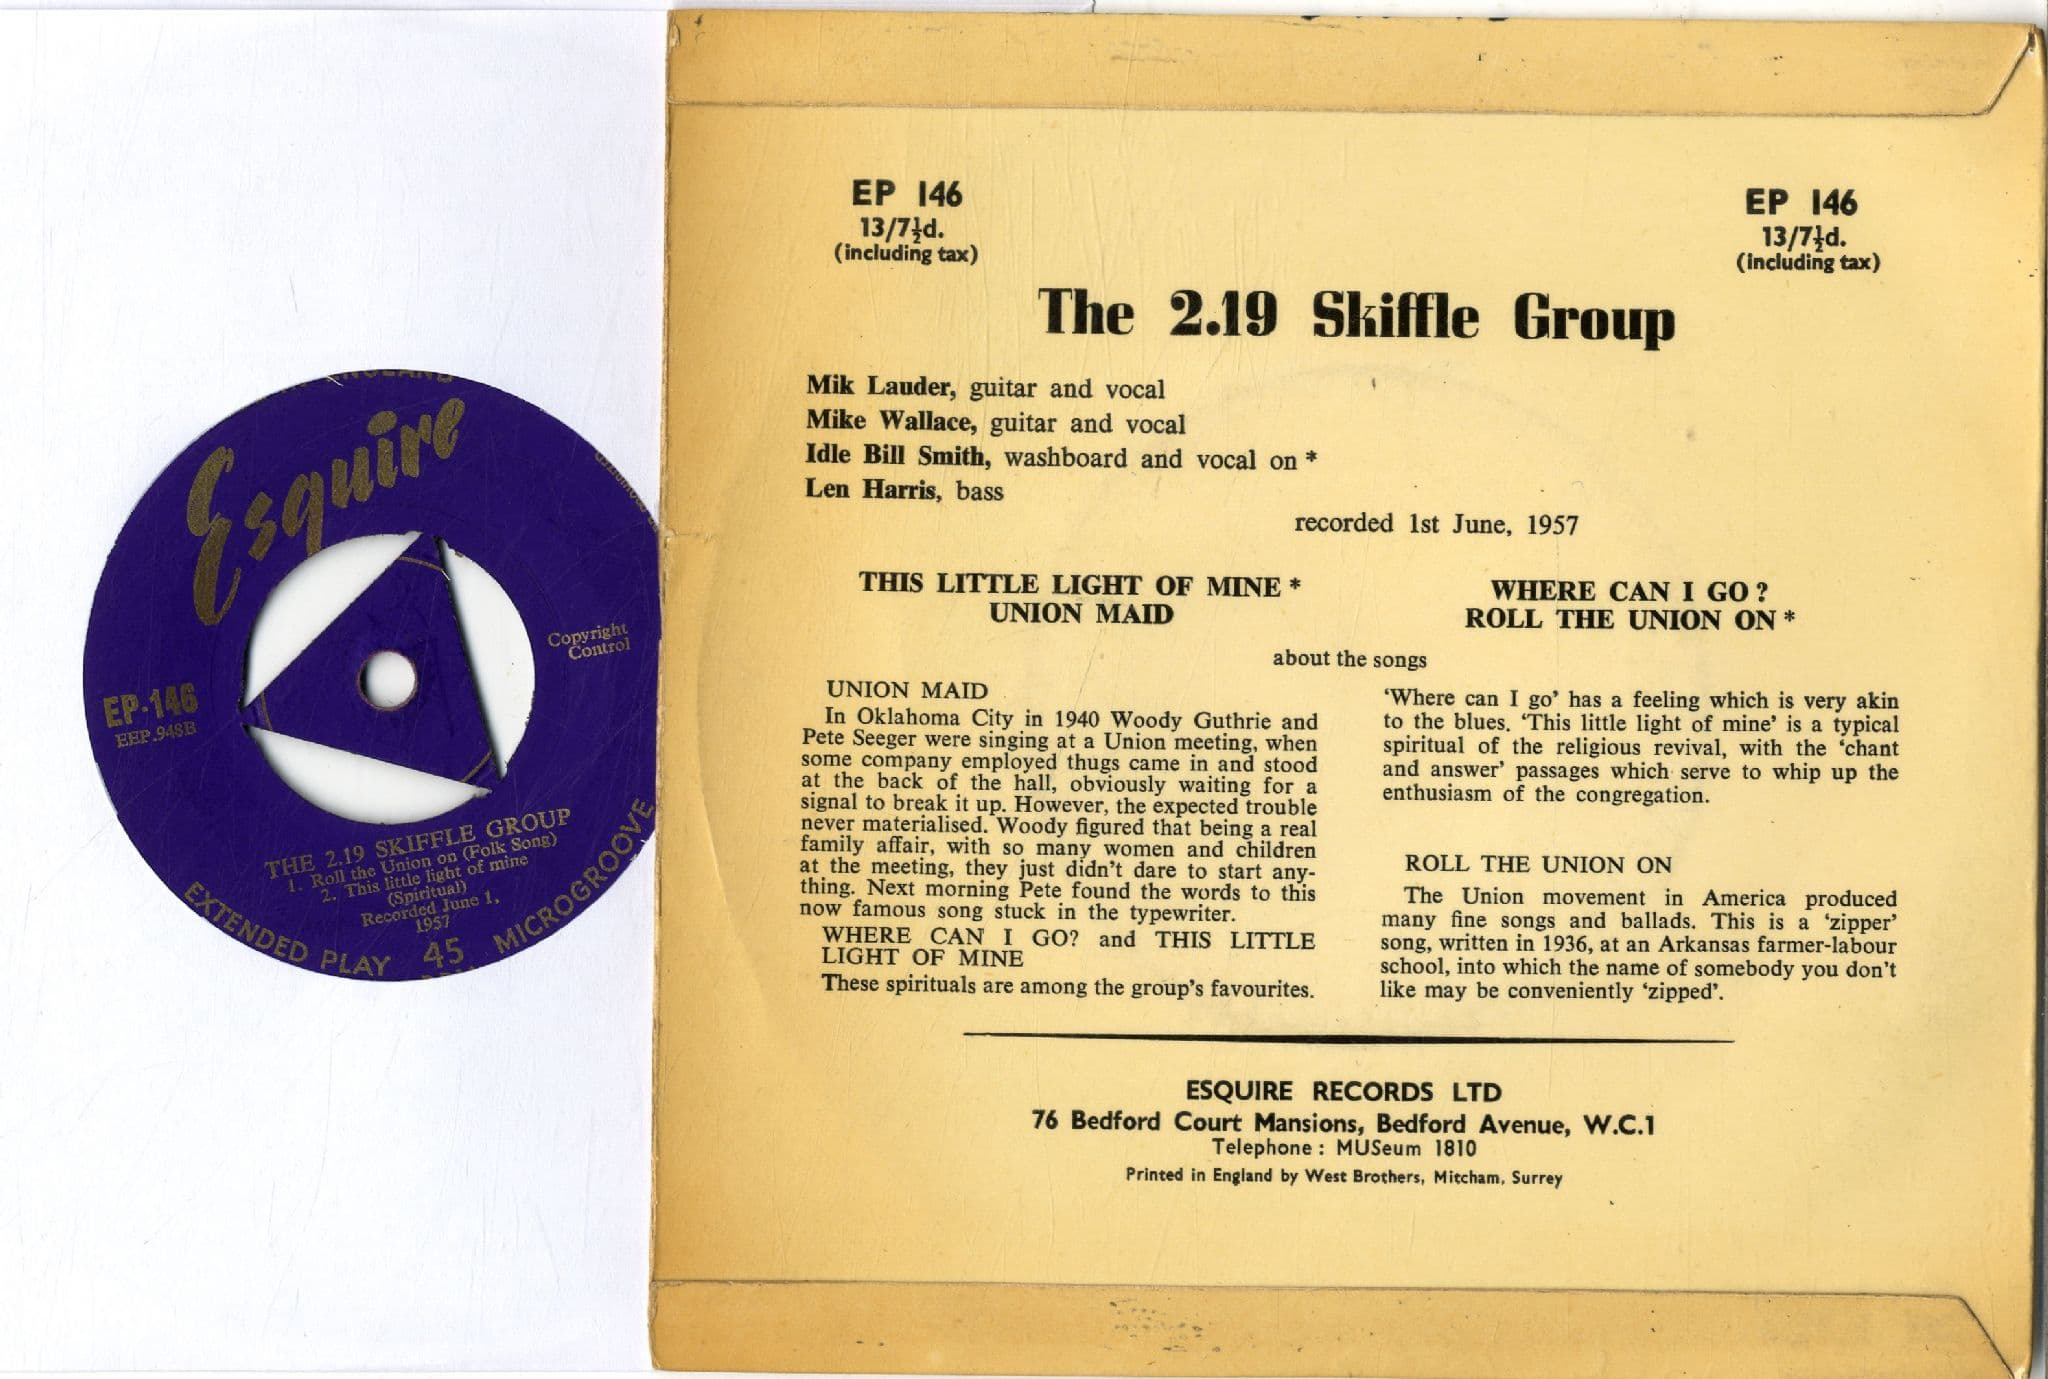 ENGLAND
Esquire
Copyright
Control
EP-146
EEP.948B
THE 2.19 SKIFFLE GROUP
1. Roll the Union on (Folk Song)
2. This little light of mine
(Spiritual)
Recorded June 1,
1957
EXTENDED PLAY 45 MICROGROOVE
EP 146
13/7½d.
(including tax)
EP 146
13/7½d.
(including tax)
The 2.19 Skiffle Group
Mik Lauder, guitar and vocal
Mike Wallace, guitar and vocal
Idle Bill Smith, washboard and vocal on *
Len Harris, bass
recorded 1st June, 1957
THIS LITTLE LIGHT OF MINE *
UNION MAID
WHERE CAN I GO ?
ROLL THE UNION ON *
about the songs
UNION MAID
In Oklahoma City in 1940 Woody Guthrie and
Pete Seeger were singing at a Union meeting, when
some company employed thugs came in and stood
at the back of the hall, obviously waiting for a
signal to break it up. However, the expected trouble
never materialised. Woody figured that being a real
family affair, with so many women and children
at the meeting, they just didn't dare to start any-
thing. Next morning Pete found the words to this
now famous song stuck in the typewriter.
WHERE CAN I GO? and THIS LITTLE
LIGHT OF MINE
These spirituals are among the group's favourites.
'Where can I go' has a feeling which is very akin
to the blues. 'This little light of mine' is a typical
spiritual of the religious revival, with the 'chant
and answer' passages which serve to whip up the
enthusiasm of the congregation.
ROLL THE UNION ON
The Union movement in America produced
many fine songs and ballads. This is a 'zipper'
song, written in 1936, at an Arkansas farmer-labour
school, into which the name of somebody you don't
like may be conveniently 'zipped'.
ESQUIRE RECORDS LTD
76 Bedford Court Mansions, Bedford Avenue, W.C.1
Telephone : MUSeum 1810
Printed in England by West Brothers, Mitcham, Surrey